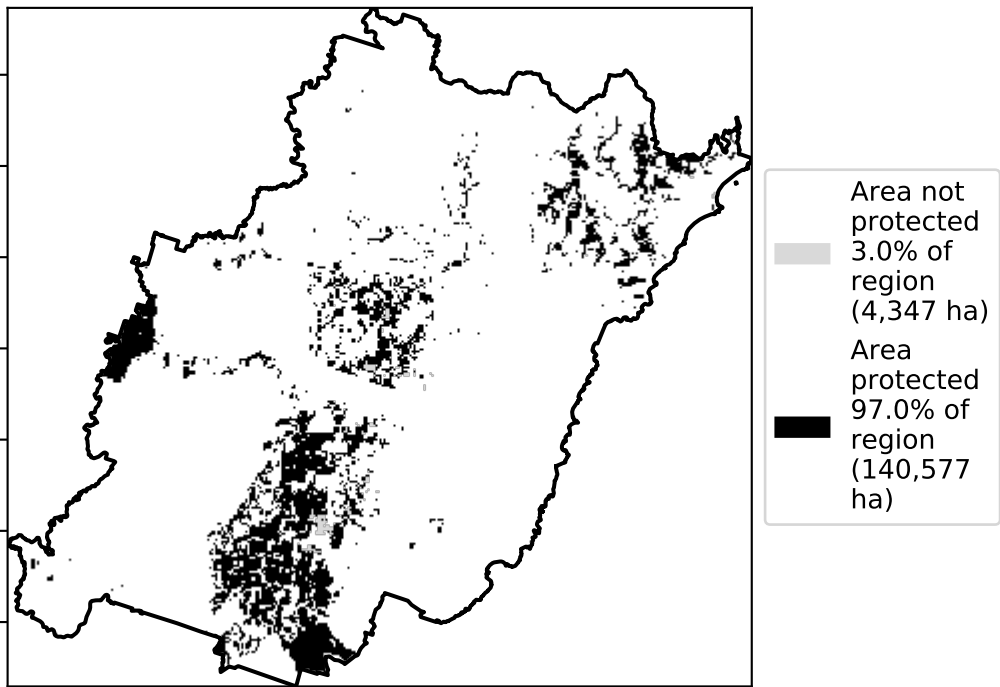 Area not
protected
3.0% of
region
(4,347 ha)
Area
protected
97.0% of
region
(140,577
ha)